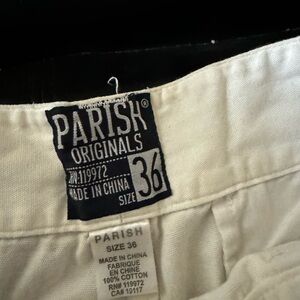 PARISH®
ORIGINALS
RN:119972
MADE IN CHINA
SIZE 36
PARISH
SIZE 36
MADE IN CHINA
FABRIQUE
EN CHINE
100% COTTON
RN# 119972
CA# 10117